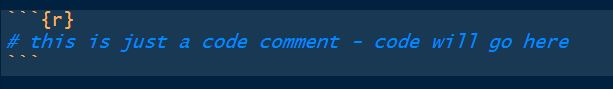 ```{r}
# this is just a code comment - code will go here
```